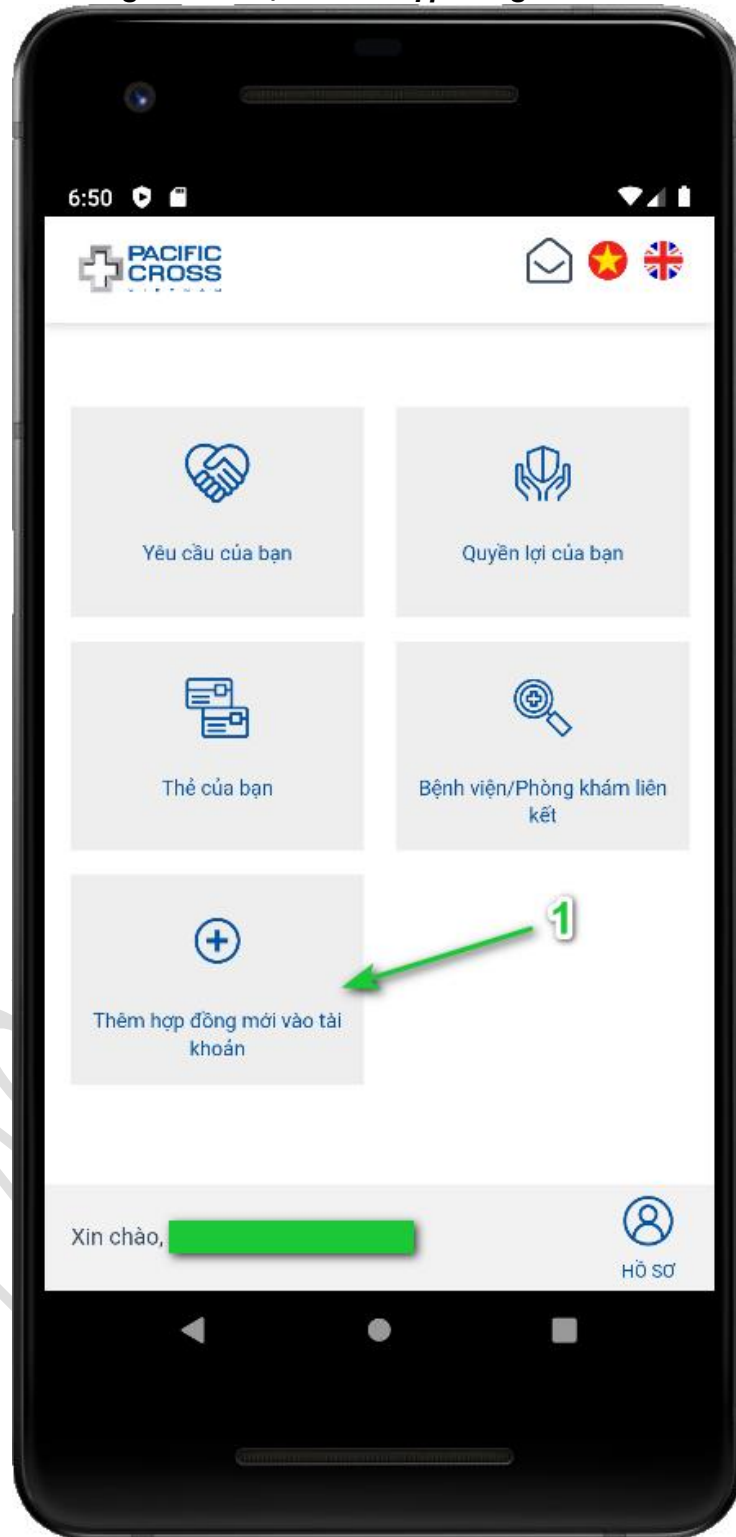 6:50
PACIFIC
CROSS
VIETNAM
Yêu cầu của bạn
Quyền lợi của bạn
Thẻ của bạn
Bệnh viện/Phòng khám liên
kết
1
Thêm hợp đồng mới vào tài
khoản
Xin chào,
HỒ SƠ